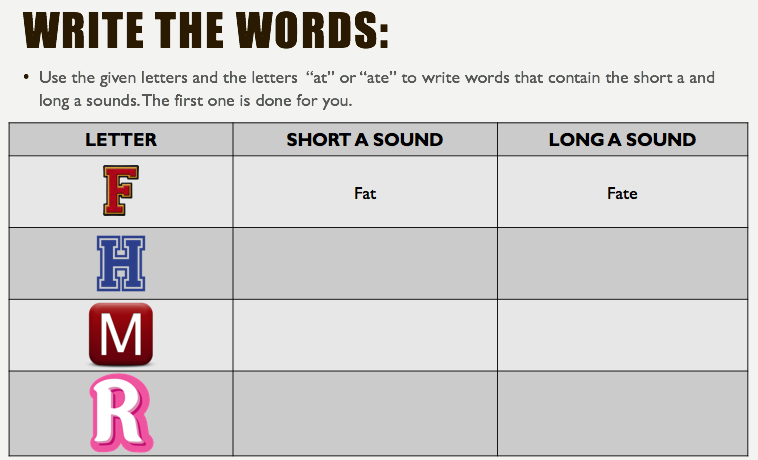 WRITE THE WORDS:
• Use the given letters and the letters “at” or “ate” to write words that contain the short a and
long a sounds. The first one is done for you.
LETTER SHORT A SOUND LONG A SOUND
F Fat Fate
H
M
R